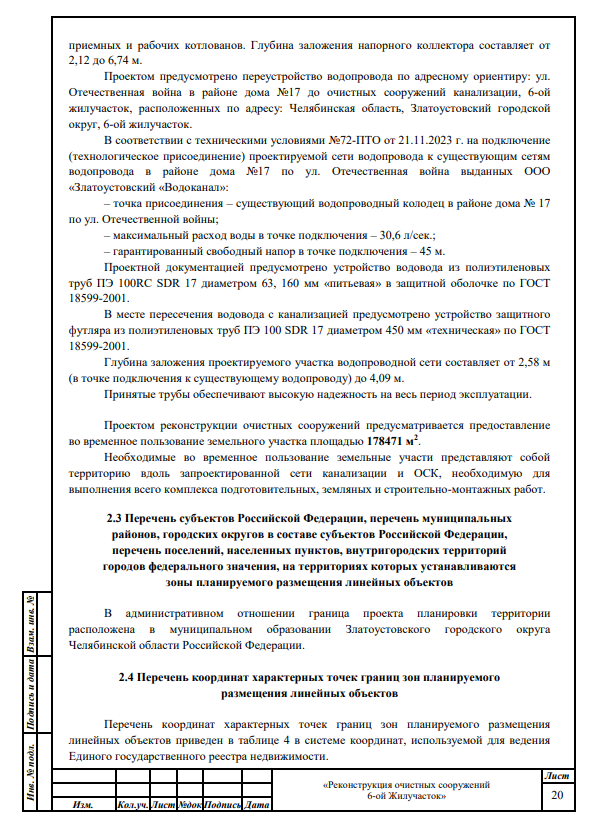 приемных и рабочих котлованов. Глубина заложения напорного коллектора составляет от
2,12 до 6,74 м.
Проектом предусмотрено переустройство водопровода по адресному ориентиру: ул.
Отечественная война в районе дома №17 до очистных сооружений канализации, 6-ой
жилучасток, расположенных по адресу: Челябинская область, Златоустовский городской
округ, 6-ой жилучасток.
В соответствии с техническими условиями №72-ПТО от 21.11.2023 г. на подключение
(технологическое присоединение) проектируемой сети водопровода к существующим сетям
водопровода в районе дома №17 по ул. Отечественная война выданных ООО
«Златоустовский «Водоканал»:
– точка присоединения – существующий водопроводный колодец в районе дома № 17
по ул. Отечественной войны;
– максимальный расход воды в точке подключения – 30,6 л/сек.;
– гарантированный свободный напор в точке подключения – 45 м.
Проектной документацией предусмотрено устройство водовода из полиэтиленовых
труб ПЭ 100RC SDR 17 диаметром 63, 160 мм «питьевая» в защитной оболочке по ГОСТ
18599-2001.
В месте пересечения водовода с канализацией предусмотрено устройство защитного
футляра из полиэтиленовых труб ПЭ 100 SDR 17 диаметром 450 мм «техническая» по ГОСТ
18599-2001.
Глубина заложения проектируемого участка водопроводной сети составляет от 2,58 м
(в точке подключения к существующему водопроводу) до 4,09 м.
Принятые трубы обеспечивают высокую надежность на весь период эксплуатации.
Проектом реконструкции очистных сооружений предусматривается предоставление
во временное пользование земельного участка площадью 178471 м².
Необходимые во временное пользование земельные участи представляют собой
территорию вдоль запроектированной сети канализации и ОСК, необходимую для
выполнения всего комплекса подготовительных, земляных и строительно-монтажных работ.
2.3 Перечень субъектов Российской Федерации, перечень муниципальных
районов, городских округов в составе субъектов Российской Федерации,
перечень поселений, населенных пунктов, внутригородских территорий
городов федерального значения, на территориях которых устанавливаются
зоны планируемого размещения линейных объектов
В административном отношении граница проекта планировки территории
расположена в муниципальном образовании Златоустовского городского округа
Челябинской области Российской Федерации.
2.4 Перечень координат характерных точек границ зон планируемого
размещения линейных объектов
Перечень координат характерных точек границ зон планируемого размещения
линейных объектов приведен в таблице 4 в системе координат, используемой для ведения
Единого государственного реестра недвижимости.
Взам. инв. №
Подпись и дата
Инв. № подл.
Изм. Кол.уч. Лист №док Подпись Дата
«Реконструкция очистных сооружений
6-ой Жилучасток»
Лист
20